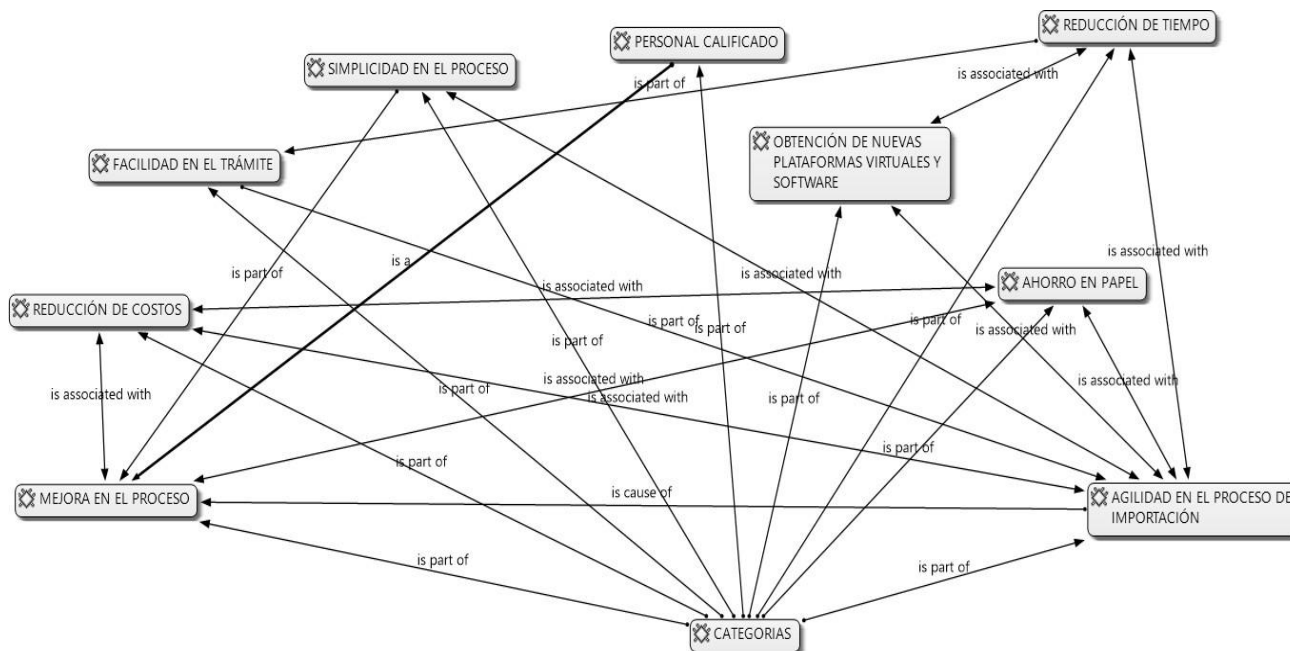 REDUCCIÓN DE TIEMPO
PERSONAL CALIFICADO
SIMPLICIDAD EN EL PROCESO
is associated with
is part of
OBTENCIÓN DE NUEVAS
PLATAFORMAS VIRTUALES Y
SOFTWARE
FACILIDAD EN EL TRÁMITE
is associated with
is a
is part of
is associated with
AHORRO EN PAPEL
is associated with
REDUCCIÓN DE COSTOS
is part of
is part of
is part of
is associated with
is part of
is part of
is associated with
is associated with
is associated with
is associated with
is part of
is part of
is part of
MEJORA EN EL PROCESO
is cause of
AGILIDAD EN EL PROCESO DE
IMPORTACIÓN
is part of
is part of
CATEGORIAS